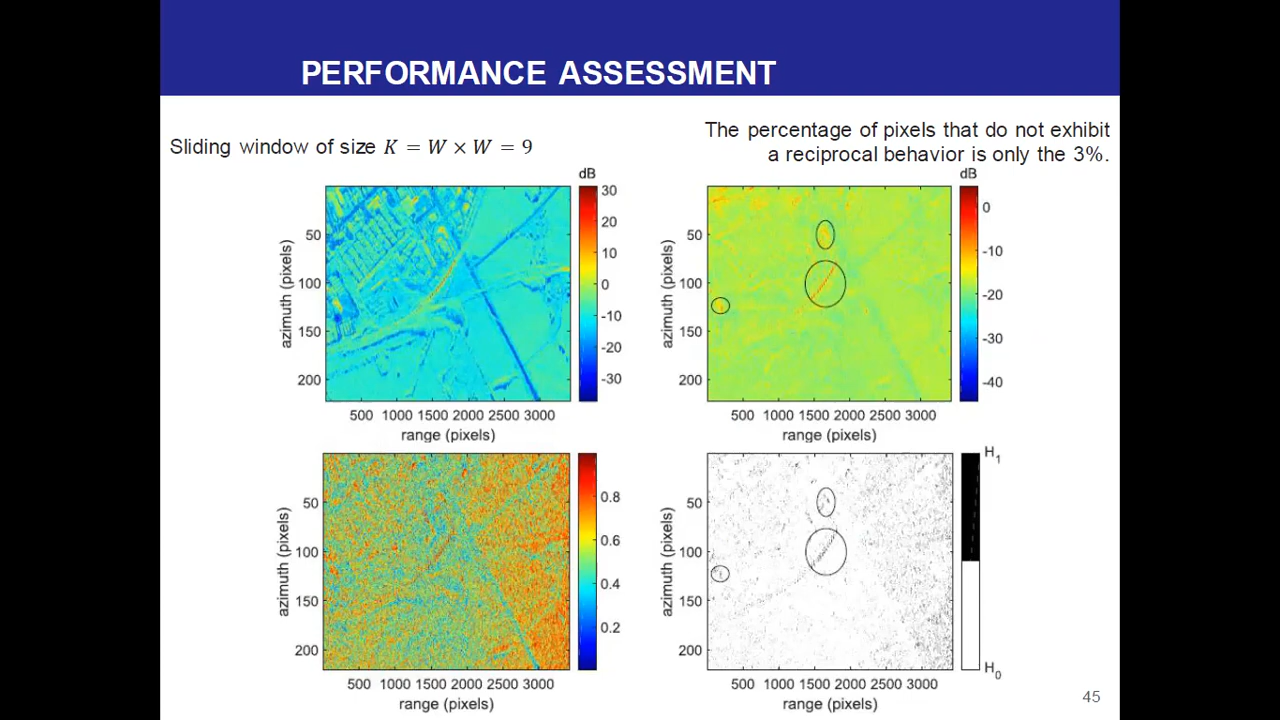 PERFORMANCE ASSESSMENT
Sliding window of size K = W × W = 9
The percentage of pixels that do not exhibit
a reciprocal behavior is only the 3%.
dB
30
20
10
0
-10
-20
-30
50
100
150
200
azimuth (pixels)
500 1000 1500 2000 2500 3000
range (pixels)
dB
0
-10
-20
-30
-40
50
100
150
200
azimuth (pixels)
500 1000 1500 2000 2500 3000
range (pixels)
0.8
0.6
0.4
0.2
50
100
150
200
azimuth (pixels)
500 1000 1500 2000 2500 3000
range (pixels)
H1
H0
50
100
150
200
azimuth (pixels)
500 1000 1500 2000 2500 3000
range (pixels)
45